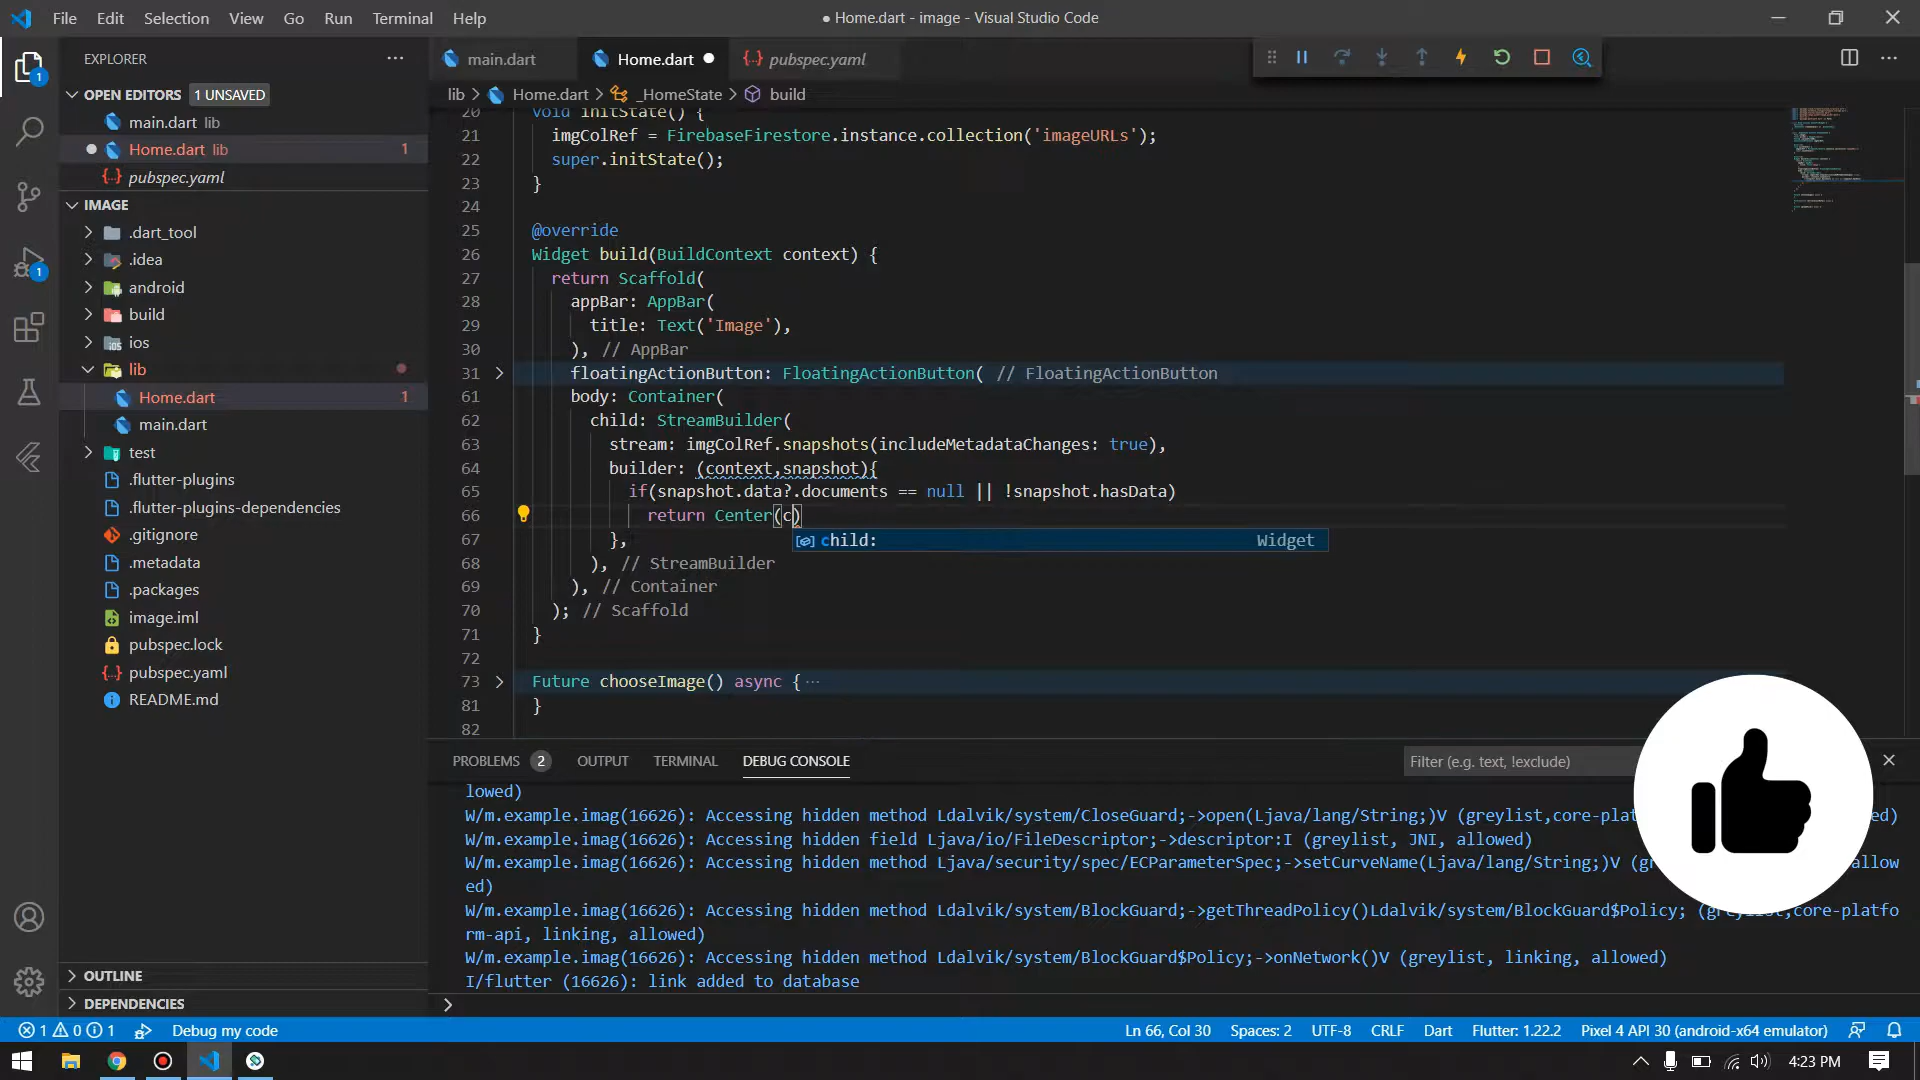 File Edit Selection View Go Run Terminal Help
● Home.dart - image - Visual Studio Code
EXPLORER
OPEN EDITORS 1 UNSAVED
main.dart lib
Home.dart lib 1
pubspec.yaml
IMAGE
.dart_tool
.idea
android
build
ios
lib
Home.dart 1
main.dart
test
.flutter-plugins
.flutter-plugins-dependencies
.gitignore
.metadata
.packages
image.iml
pubspec.lock
pubspec.yaml
README.md
OUTLINE
DEPENDENCIES
main.dart Home.dart pubspec.yaml
lib > Home.dart > _HomeState > build
20 void initState() {
21 imgColRef = FirebaseFirestore.instance.collection('imageURLs');
22 super.initState();
23 }
24
25 @override
26 Widget build(BuildContext context) {
27 return Scaffold(
28 appBar: AppBar(
29 title: Text('Image'),
30 ), // AppBar
31 floatingActionButton: FloatingActionButton( // FloatingActionButton
61 body: Container(
62 child: StreamBuilder(
63 stream: imgColRef.snapshots(includeMetadataChanges: true),
64 builder: (context,snapshot){
65 if(snapshot.data?.documents == null || !snapshot.hasData)
66 return Center(c)
child: Widget
67 },
68 ), // StreamBuilder
69 ), // Container
70 ); // Scaffold
71 }
72
73 Future chooseImage() async { ···
81 }
82
PROBLEMS 2 OUTPUT TERMINAL DEBUG CONSOLE
Filter (e.g. text, !exclude)
lowed)
W/m.example.imag(16626): Accessing hidden method Ldalvik/system/CloseGuard;->open(Ljava/lang/String;)V (greylist,core-plat ed)
W/m.example.imag(16626): Accessing hidden field Ljava/io/FileDescriptor;->descriptor:I (greylist, JNI, allowed)
W/m.example.imag(16626): Accessing hidden method Ljava/security/spec/ECParameterSpec;->setCurveName(Ljava/lang/String;)V (gr allow
ed)
W/m.example.imag(16626): Accessing hidden method Ldalvik/system/BlockGuard;->getThreadPolicy()Ldalvik/system/BlockGuard$Policy; (greylist,core-platfo
rm-api, linking, allowed)
W/m.example.imag(16626): Accessing hidden method Ldalvik/system/BlockGuard$Policy;->onNetwork()V (greylist, linking, allowed)
I/flutter (16626): link added to database
1 0 1 Debug my code
Ln 66, Col 30 Spaces: 2 UTF-8 CRLF Dart Flutter: 1.22.2 Pixel 4 API 30 (android-x64 emulator)
4:23 PM